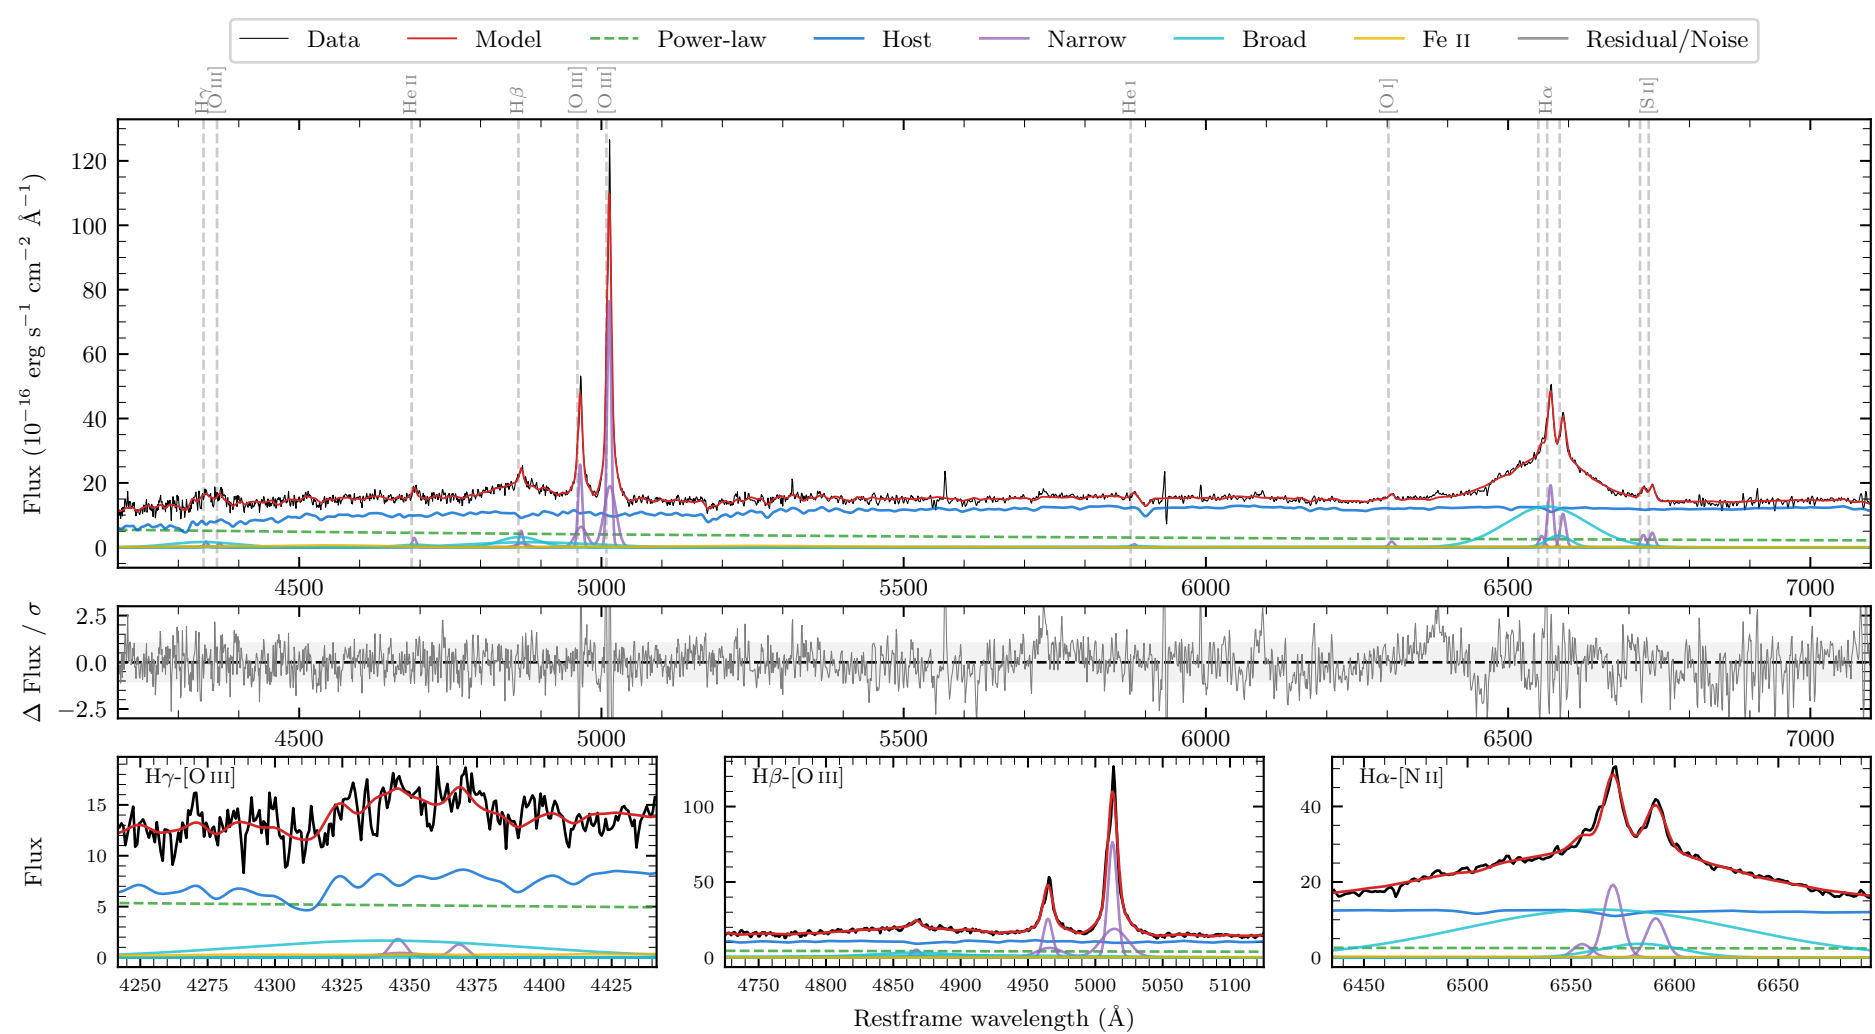 Data Model Power-law Host Narrow Broad Fe II Residual/Noise
Hγ [O III] He II Hβ [O III] [O III] He I [O I] Hα [S II]
Flux (10⁻¹⁶ erg s⁻¹ cm⁻² Å⁻¹)
120
100
80
60
40
20
0
4500 5000 5500 6000 6500 7000
Δ Flux / σ
2.5
0.0
−2.5
4500 5000 5500 6000 6500 7000
Flux
Hγ-[O III]
15
10
5
0
4250 4275 4300 4325 4350 4375 4400 4425
Hβ-[O III]
100
50
0
4750 4800 4850 4900 4950 5000 5050 5100
Hα-[N II]
40
20
0
6450 6500 6550 6600 6650
Restframe wavelength (Å)